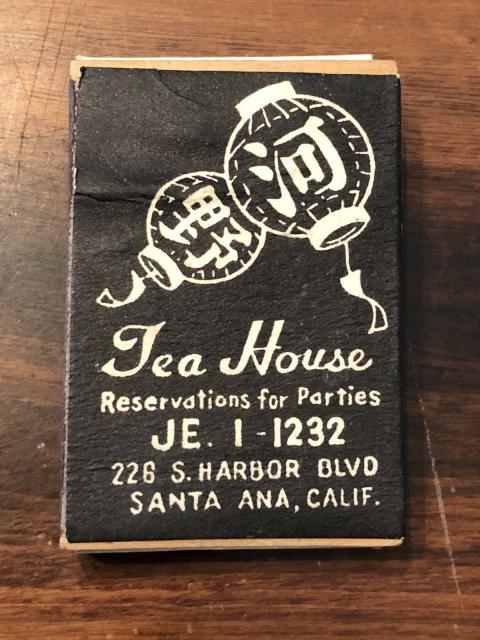 河
野
Tea House
Reservations for Parties
JE. 1-1232
226 S. HARBOR BLVD
SANTA ANA, CALIF.